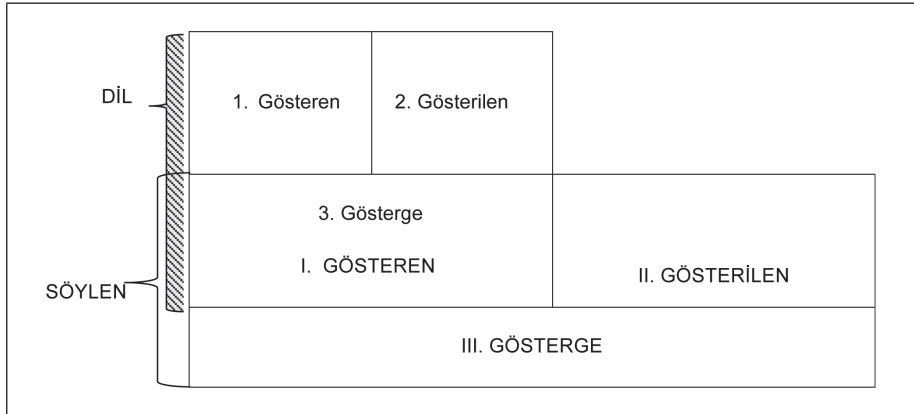 DİL
1. Gösteren
2. Gösterilen
3. Gösterge
I. GÖSTEREN
II. GÖSTERİLEN
SÖYLEN
III. GÖSTERGE